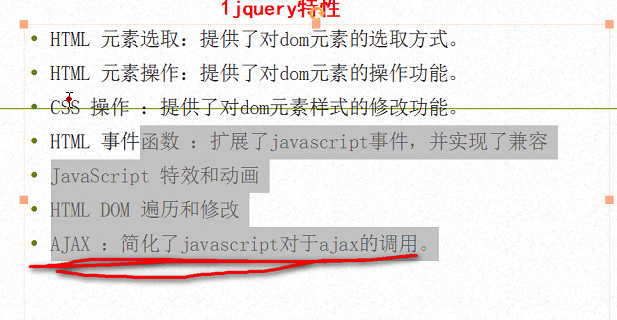 1jquery特性
• HTML 元素选取：提供了对dom元素的选取方式。
• HTML 元素操作：提供了对dom元素的操作功能。
• CSS 操作 ：提供了对dom元素样式的修改功能。
• HTML 事件函数 ：扩展了javascript事件，并实现了兼容
• JavaScript 特效和动画
• HTML DOM 遍历和修改
• AJAX ：简化了javascript对于ajax的调用。